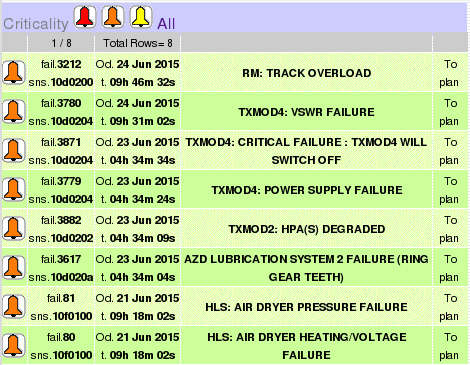 Criticality All
1 / 8 Total Rows= 8
fail.3212 Od. 24 Jun 2015 RM: TRACK OVERLOAD To
sns.10d0200 t. 09h 46m 32s plan
fail.3780 Od. 24 Jun 2015 TXMOD4: VSWR FAILURE To
sns.10d0204 t. 09h 31m 02s plan
fail.3871 Od. 23 Jun 2015 TXMOD4: CRITICAL FAILURE : TXMOD4 WILL To
sns.10d0204 t. 04h 34m 34s SWITCH OFF plan
fail.3779 Od. 23 Jun 2015 TXMOD4: POWER SUPPLY FAILURE To
sns.10d0204 t. 04h 34m 24s plan
fail.3882 Od. 23 Jun 2015 TXMOD2: HPA(S) DEGRADED To
sns.10d0202 t. 04h 34m 09s plan
fail.3617 Od. 23 Jun 2015 AZD LUBRICATION SYSTEM 2 FAILURE (RING To
sns.10d020a t. 04h 34m 04s GEAR TEETH) plan
fail.81 Od. 21 Jun 2015 HLS: AIR DRYER PRESSURE FAILURE To
sns.10f0100 t. 09h 18m 02s plan
fail.80 Od. 21 Jun 2015 HLS: AIR DRYER HEATING/VOLTAGE To
sns.10f0100 t. 09h 18m 02s FAILURE plan